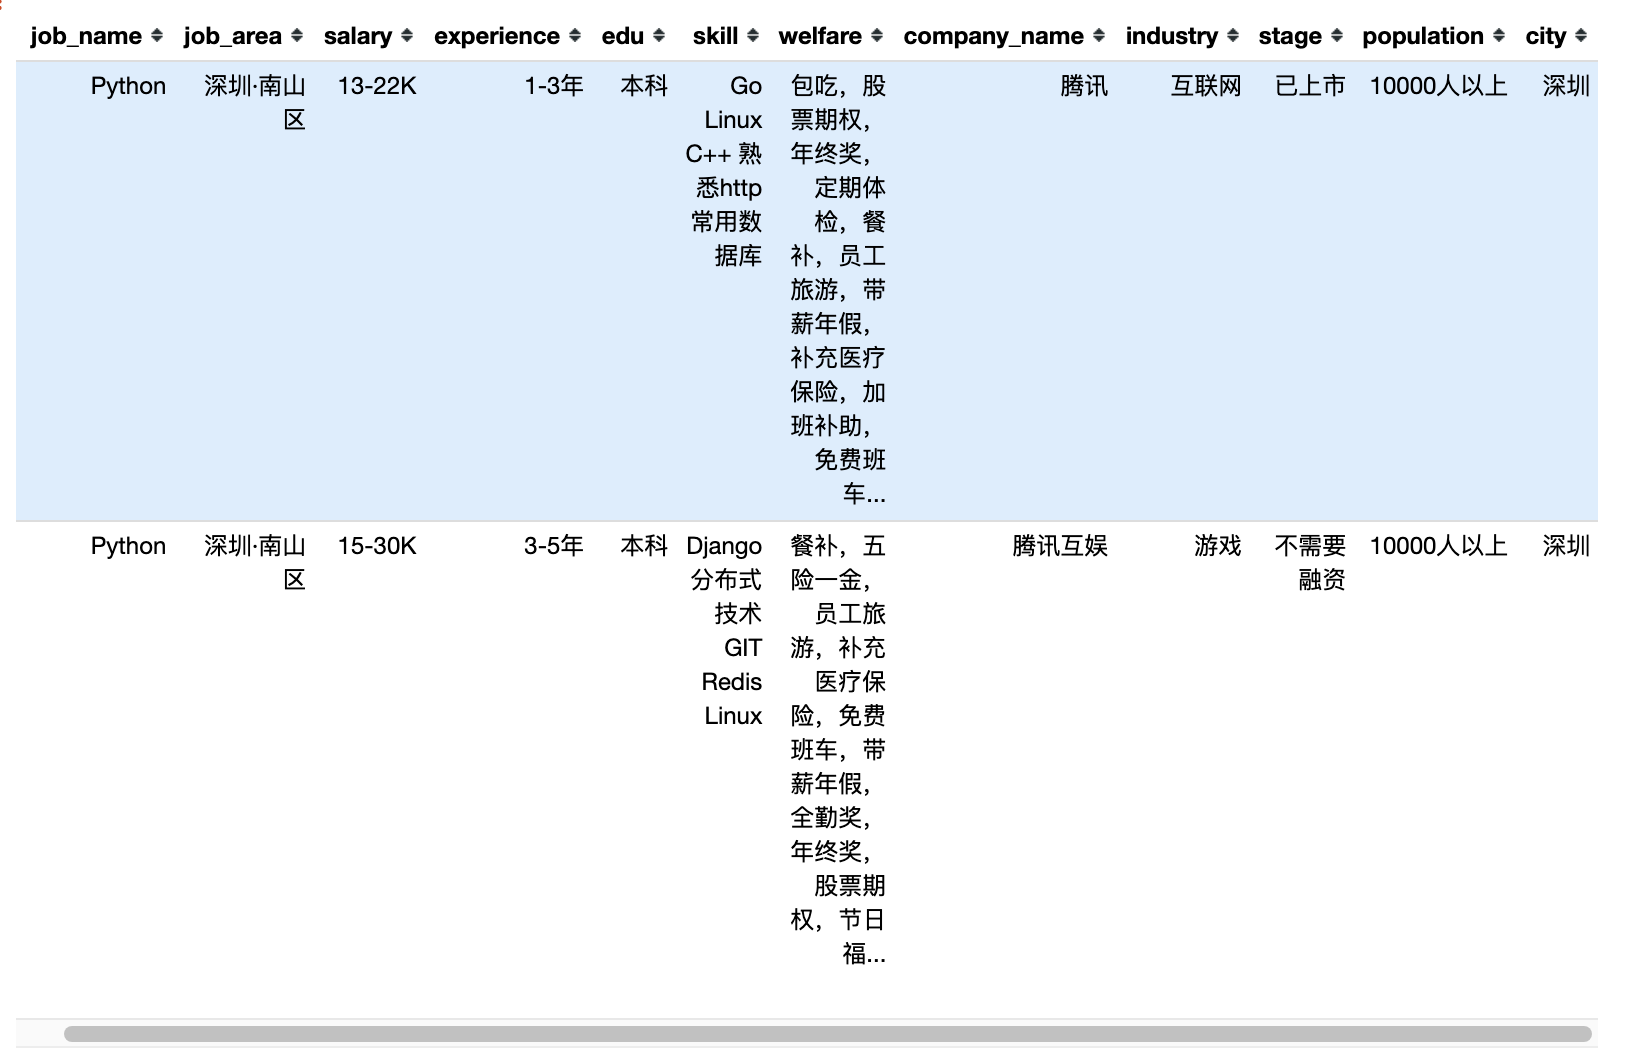 job_name job_area salary experience edu skill welfare company_name industry stage population city
Python 深圳·南山 13-22K 1-3年 本科 Go 包吃，股 腾讯 互联网 已上市 10000人以上 深圳
区 Linux 票期权，
C++ 熟 年终奖，
悉http 定期体
常用数 检，餐
据库 补，员工
旅游，带
薪年假，
补充医疗
保险，加
班补助，
免费班
车...
Python 深圳·南山 15-30K 3-5年 本科 Django 餐补，五 腾讯互娱 游戏 不需要 10000人以上 深圳
区 分布式 险一金， 融资
技术 员工旅
GIT 游，补充
Redis 医疗保
Linux 险，免费
班车，带
薪年假，
全勤奖，
年终奖，
股票期
权，节日
福...